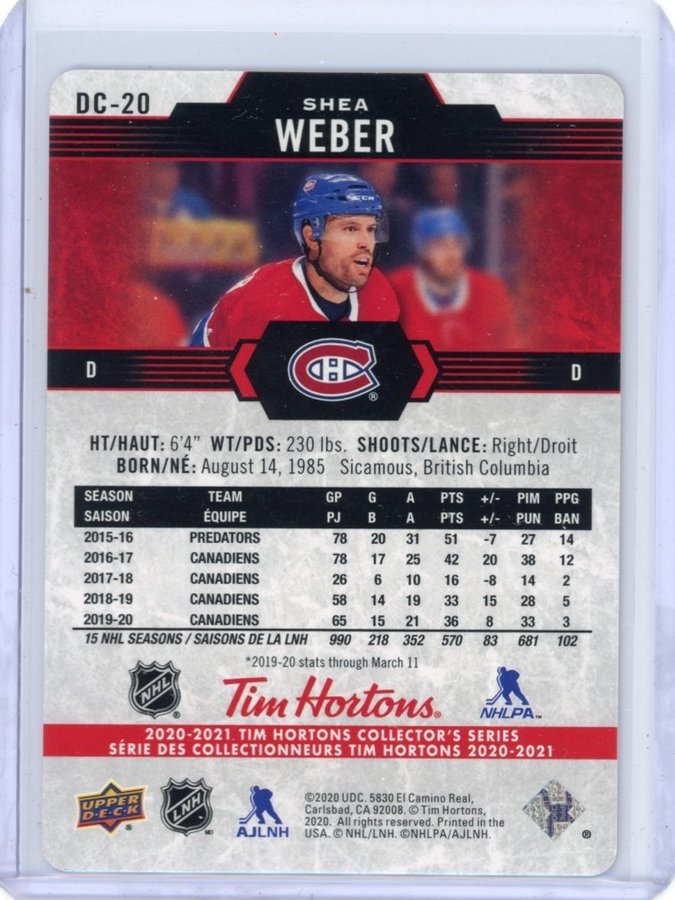 DC-20
SHEA
WEBER
CCM
D
D
HT/HAUT: 6'4" WT/PDS: 230 lbs. SHOOTS/LANCE: Right/Droit
BORN/NÉ: August 14, 1985 Sicamous, British Columbia
SEASON TEAM GP G A PTS +/- PIM PPG
SAISON ÉQUIPE PJ B A PTS +/- PUN BAN
2015-16 PREDATORS 78 20 31 51 -7 27 14
2016-17 CANADIENS 78 17 25 42 20 38 12
2017-18 CANADIENS 26 6 10 16 -8 14 2
2018-19 CANADIENS 58 14 19 33 15 28 5
2019-20 CANADIENS 65 15 21 36 8 33 3
15 NHL SEASONS / SAISONS DE LA LNH 990 218 352 570 83 681 102
*2019-20 stats through March 11
NHL
Tim Hortons®
NHLPA™
2020-2021 TIM HORTONS COLLECTOR'S SERIES
SÉRIE DES COLLECTIONNEURS TIM HORTONS 2020-2021
UPPER DECK
LNH
AJLNH
©2020 UDC. 5830 El Camino Real,
Carlsbad, CA 92008. © Tim Hortons,
2020. All rights reserved. Printed in the
USA. © NHL/LNH. ©NHLPA/AJLNH.